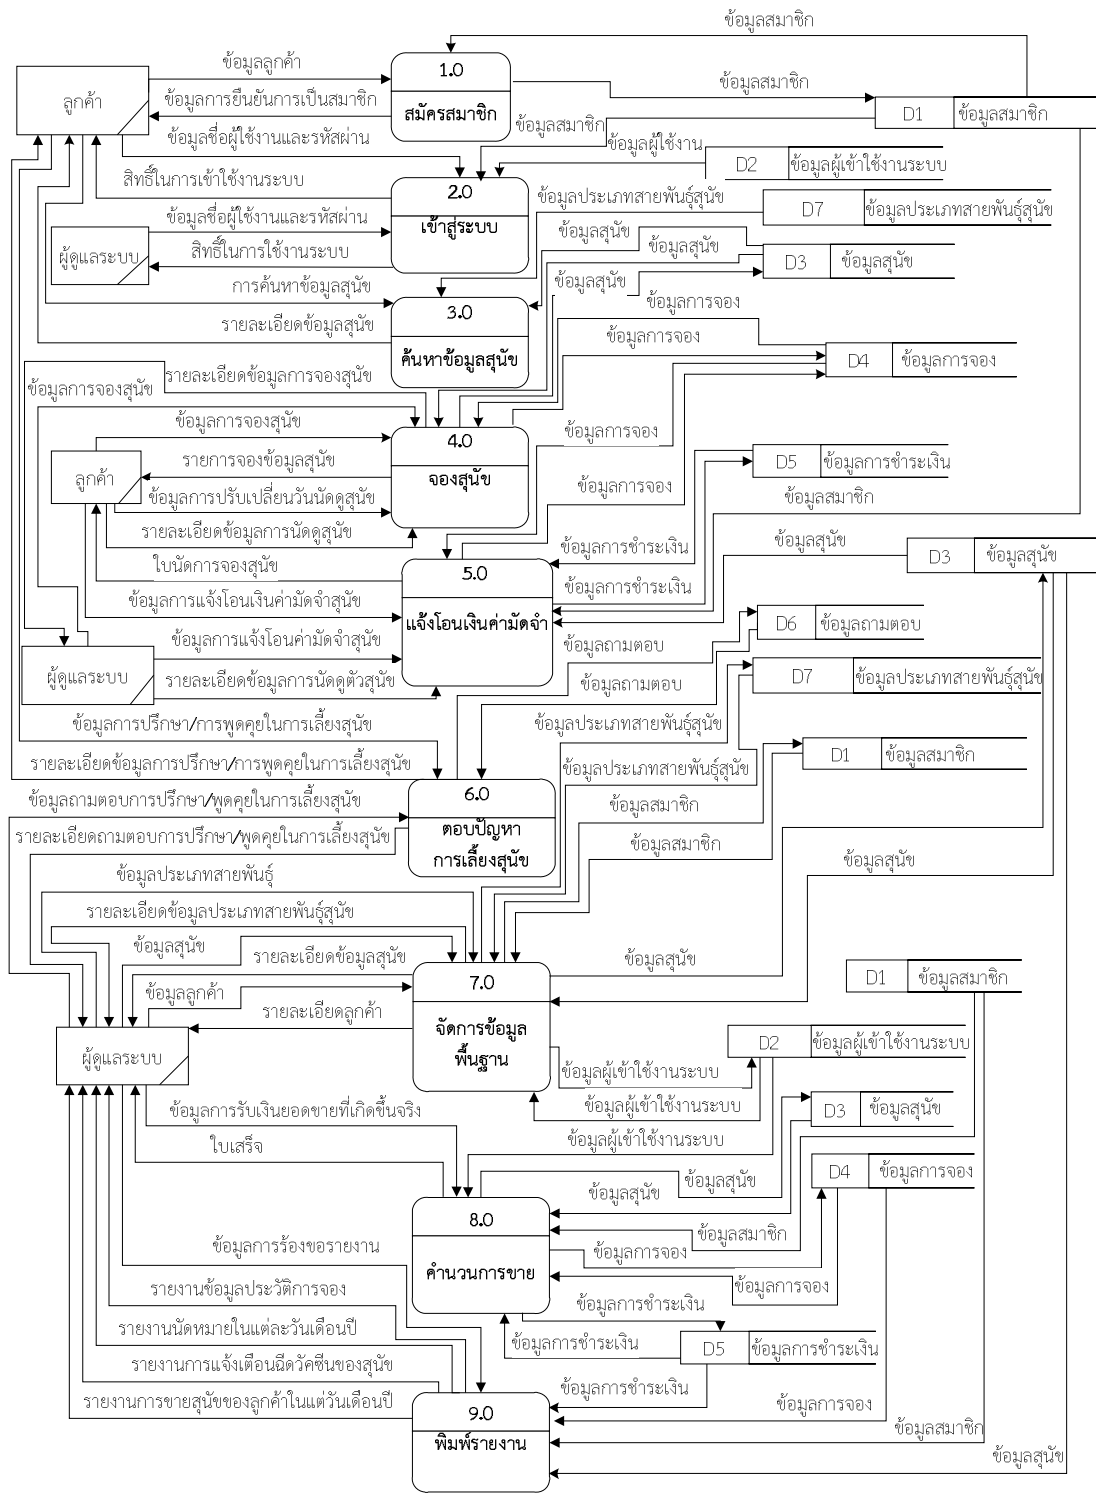 ข้อมูลสมาชิก
ข้อมูลลูกค้า
1.0
ลูกค้า
ข้อมูลการยืนยันการเป็นสมาชิก
สมัครสมาชิก
ข้อมูลสมาชิก
D1
ข้อมูลสมาชิก
ข้อมูลชื่อผู้ใช้งานและรหัสผ่าน
ข้อมูลสมาชิก
ข้อมูลผู้ใช้งาน
D2
ข้อมูลผู้เข้าใช้งานระบบ
สิทธิ์ในการเข้าใช้งานระบบ
2.0
ข้อมูลประเภทสายพันธุ์สุนัข
D7
ข้อมูลประเภทสายพันธุ์สุนัข
ข้อมูลชื่อผู้ใช้งานและรหัสผ่าน
เข้าสู่ระบบ
ข้อมูลสุนัข
ข้อมูลสุนัข
ผู้ดูแลระบบ
สิทธิ์ในการใช้งานระบบ
D3
ข้อมูลสุนัข
การค้นหาข้อมูลสุนัข
ข้อมูลสุนัข
ข้อมูลการจอง
3.0
รายละเอียดข้อมูลสุนัข
ข้อมูลการจอง
ค้นหาข้อมูลสุนัข
D4
ข้อมูลการจอง
รายละเอียดข้อมูลการจองสุนัข
ข้อมูลการจองสุนัข
ข้อมูลการจองสุนัข
4.0
ข้อมูลการจอง
รายการจองข้อมูลสุนัข
D5
ข้อมูลการชำระเงิน
ลูกค้า
จองสุนัข
ข้อมูลการจอง
ข้อมูลการปรับเปลี่ยนวันนัดดูสุนัข
ข้อมูลสมาชิก
รายละเอียดข้อมูลการนัดดูสุนัข
ข้อมูลการชำระเงิน
ข้อมูลสุนัข
D3
ข้อมูลสุนัข
ใบนัดการจองสุนัข
5.0
ข้อมูลการชำระเงิน
ข้อมูลการแจ้งโอนเงินค่ามัดจำสุนัข
แจ้งโอนเงินค่ามัดจำ
D6
ข้อมูลถามตอบ
ข้อมูลการแจ้งโอนค่ามัดจำสุนัข
ข้อมูลถามตอบ
ผู้ดูแลระบบ
รายละเอียดข้อมูลการนัดดูตัวสุนัข
ข้อมูลถามตอบ
D7
ข้อมูลประเภทสายพันธุ์สุนัข
ข้อมูลการปรึกษา/การพูดคุยในการเลี้ยงสุนัข
ข้อมูลประเภทสายพันธุ์สุนัข
D1
ข้อมูลสมาชิก
รายละเอียดข้อมูลการปรึกษา/การพูดคุยในการเลี้ยงสุนัข
ข้อมูลประเภทสายพันธุ์สุนัข
6.0
ข้อมูลถามตอบการปรึกษา/พูดคุยในการเลี้ยงสุนัข
ข้อมูลสมาชิก
ตอบปัญหา
รายละเอียดถามตอบการปรึกษา/พูดคุยในการเลี้ยงสุนัข
ข้อมูลสมาชิก
การเลี้ยงสุนัข
ข้อมูลสุนัข
ข้อมูลประเภทสายพันธุ์
รายละเอียดข้อมูลประเภทสายพันธุ์สุนัข
ข้อมูลสุนัข
รายละเอียดข้อมูลสุนัข
ข้อมูลสุนัข
7.0
D1
ข้อมูลสมาชิก
ข้อมูลลูกค้า
รายละเอียดลูกค้า
จัดการข้อมูล
พื้นฐาน
D2
ข้อมูลผู้เข้าใช้งานระบบ
ผู้ดูแลระบบ
ข้อมูลผู้เข้าใช้งานระบบ
ข้อมูลการรับเงินยอดขายที่เกิดขึ้นจริง
ข้อมูลผู้เข้าใช้งานระบบ
D3
ข้อมูลสุนัข
ใบเสร็จ
ข้อมูลผู้เข้าใช้งานระบบ
D4
ข้อมูลการจอง
ข้อมูลสุนัข
ข้อมูลสุนัข
8.0
ข้อมูลสมาชิก
ข้อมูลการร้องขอรายงาน
ข้อมูลการจอง
คำนวนการขาย
ข้อมูลการจอง
รายงานข้อมูลประวัติการจอง
ข้อมูลการชำระเงิน
รายงานนัดหมายในแต่ละวันเดือนปี
ข้อมูลการชำระเงิน
D5
ข้อมูลการชำระเงิน
รายงานการแจ้งเตือนฉีดวัคซีนของสุนัข
ข้อมูลการชำระเงิน
รายงานการขายสุนัขของลูกค้าในแต่วันเดือนปี
ข้อมูลการจอง
9.0
ข้อมูลสมาชิก
พิมพ์รายงาน
ข้อมูลสุนัข